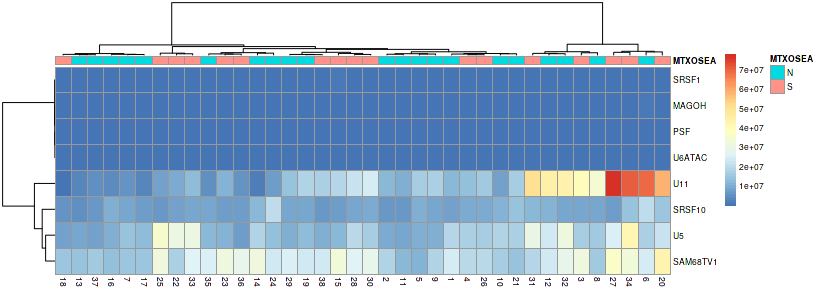 MTXOSEA
SRSF1
MAGOH
PSF
U6ATAC
U11
SRSF10
U5
SAM68TV1
18 13 37 16 7 17 25 22 33 35 23 36 14 24 29 19 38 15 28 30 2 11 5 9 1 4 26 10 21 31 12 32 3 8 27 34 6 20
7e+07
6e+07
5e+07
4e+07
3e+07
2e+07
1e+07
MTXOSEA
N
S